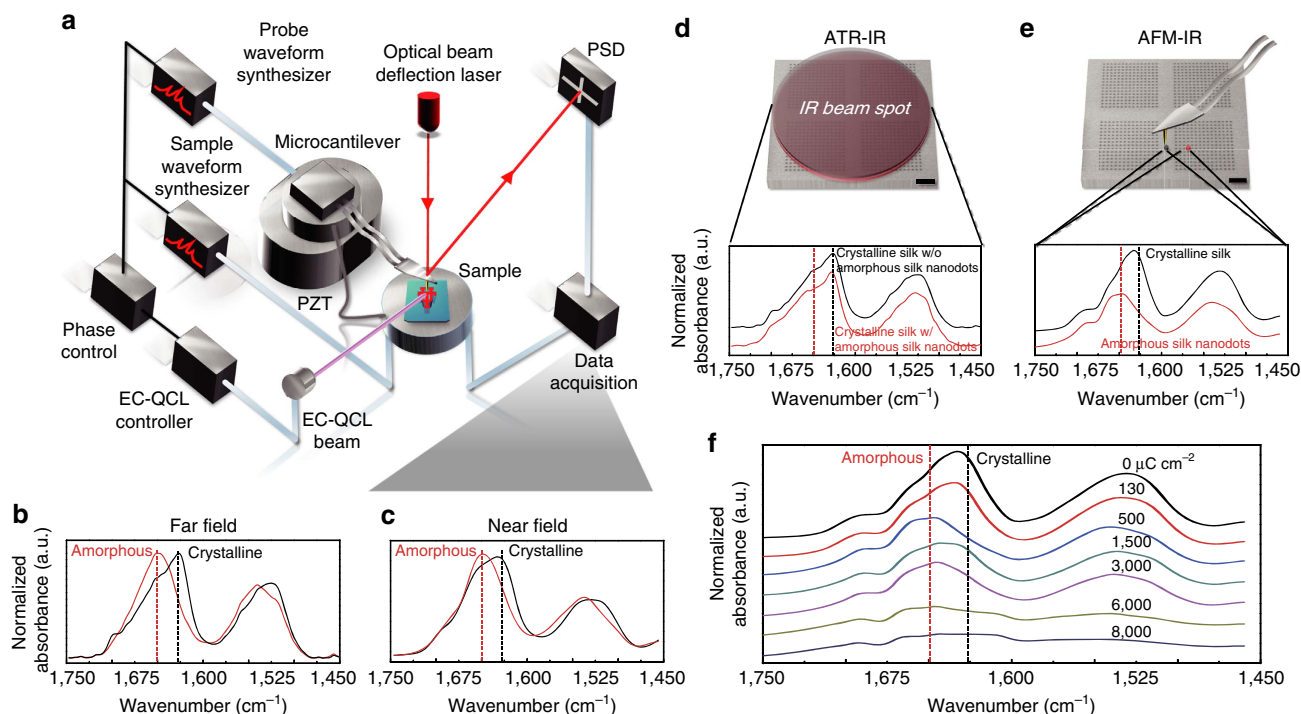 a
Probe
waveform
synthesizer
Optical beam
deflection laser
PSD
Sample
waveform
synthesizer
Microcantilever
Sample
PZT
Phase
control
Data
acquisition
EC-QCL
controller
EC-QCL
beam
b
Far field
Normalized
absorbance (a.u.)
Amorphous
Crystalline
1,750
1,675
1,600
1,525
1,450
Wavenumber (cm⁻¹)
c
Near field
Amorphous
Crystalline
1,750
1,675
1,600
1,525
1,450
Wavenumber (cm⁻¹)
d
ATR-IR
IR beam spot
Normalized
absorbance (a.u.)
Crystalline silk w/o
amorphous silk nanodots
Crystalline silk w/
amorphous silk nanodots
1,750
1,675
1,600
1,525
1,450
Wavenumber (cm⁻¹)
e
AFM-IR
Crystalline silk
Amorphous silk nanodots
1,750
1,675
1,600
1,525
1,450
Wavenumber (cm⁻¹)
f
Normalized
absorbance (a.u.)
Amorphous
Crystalline
0 μC cm⁻²
130
500
1,500
3,000
6,000
8,000
1,750
1,675
1,600
1,525
1,450
Wavenumber (cm⁻¹)